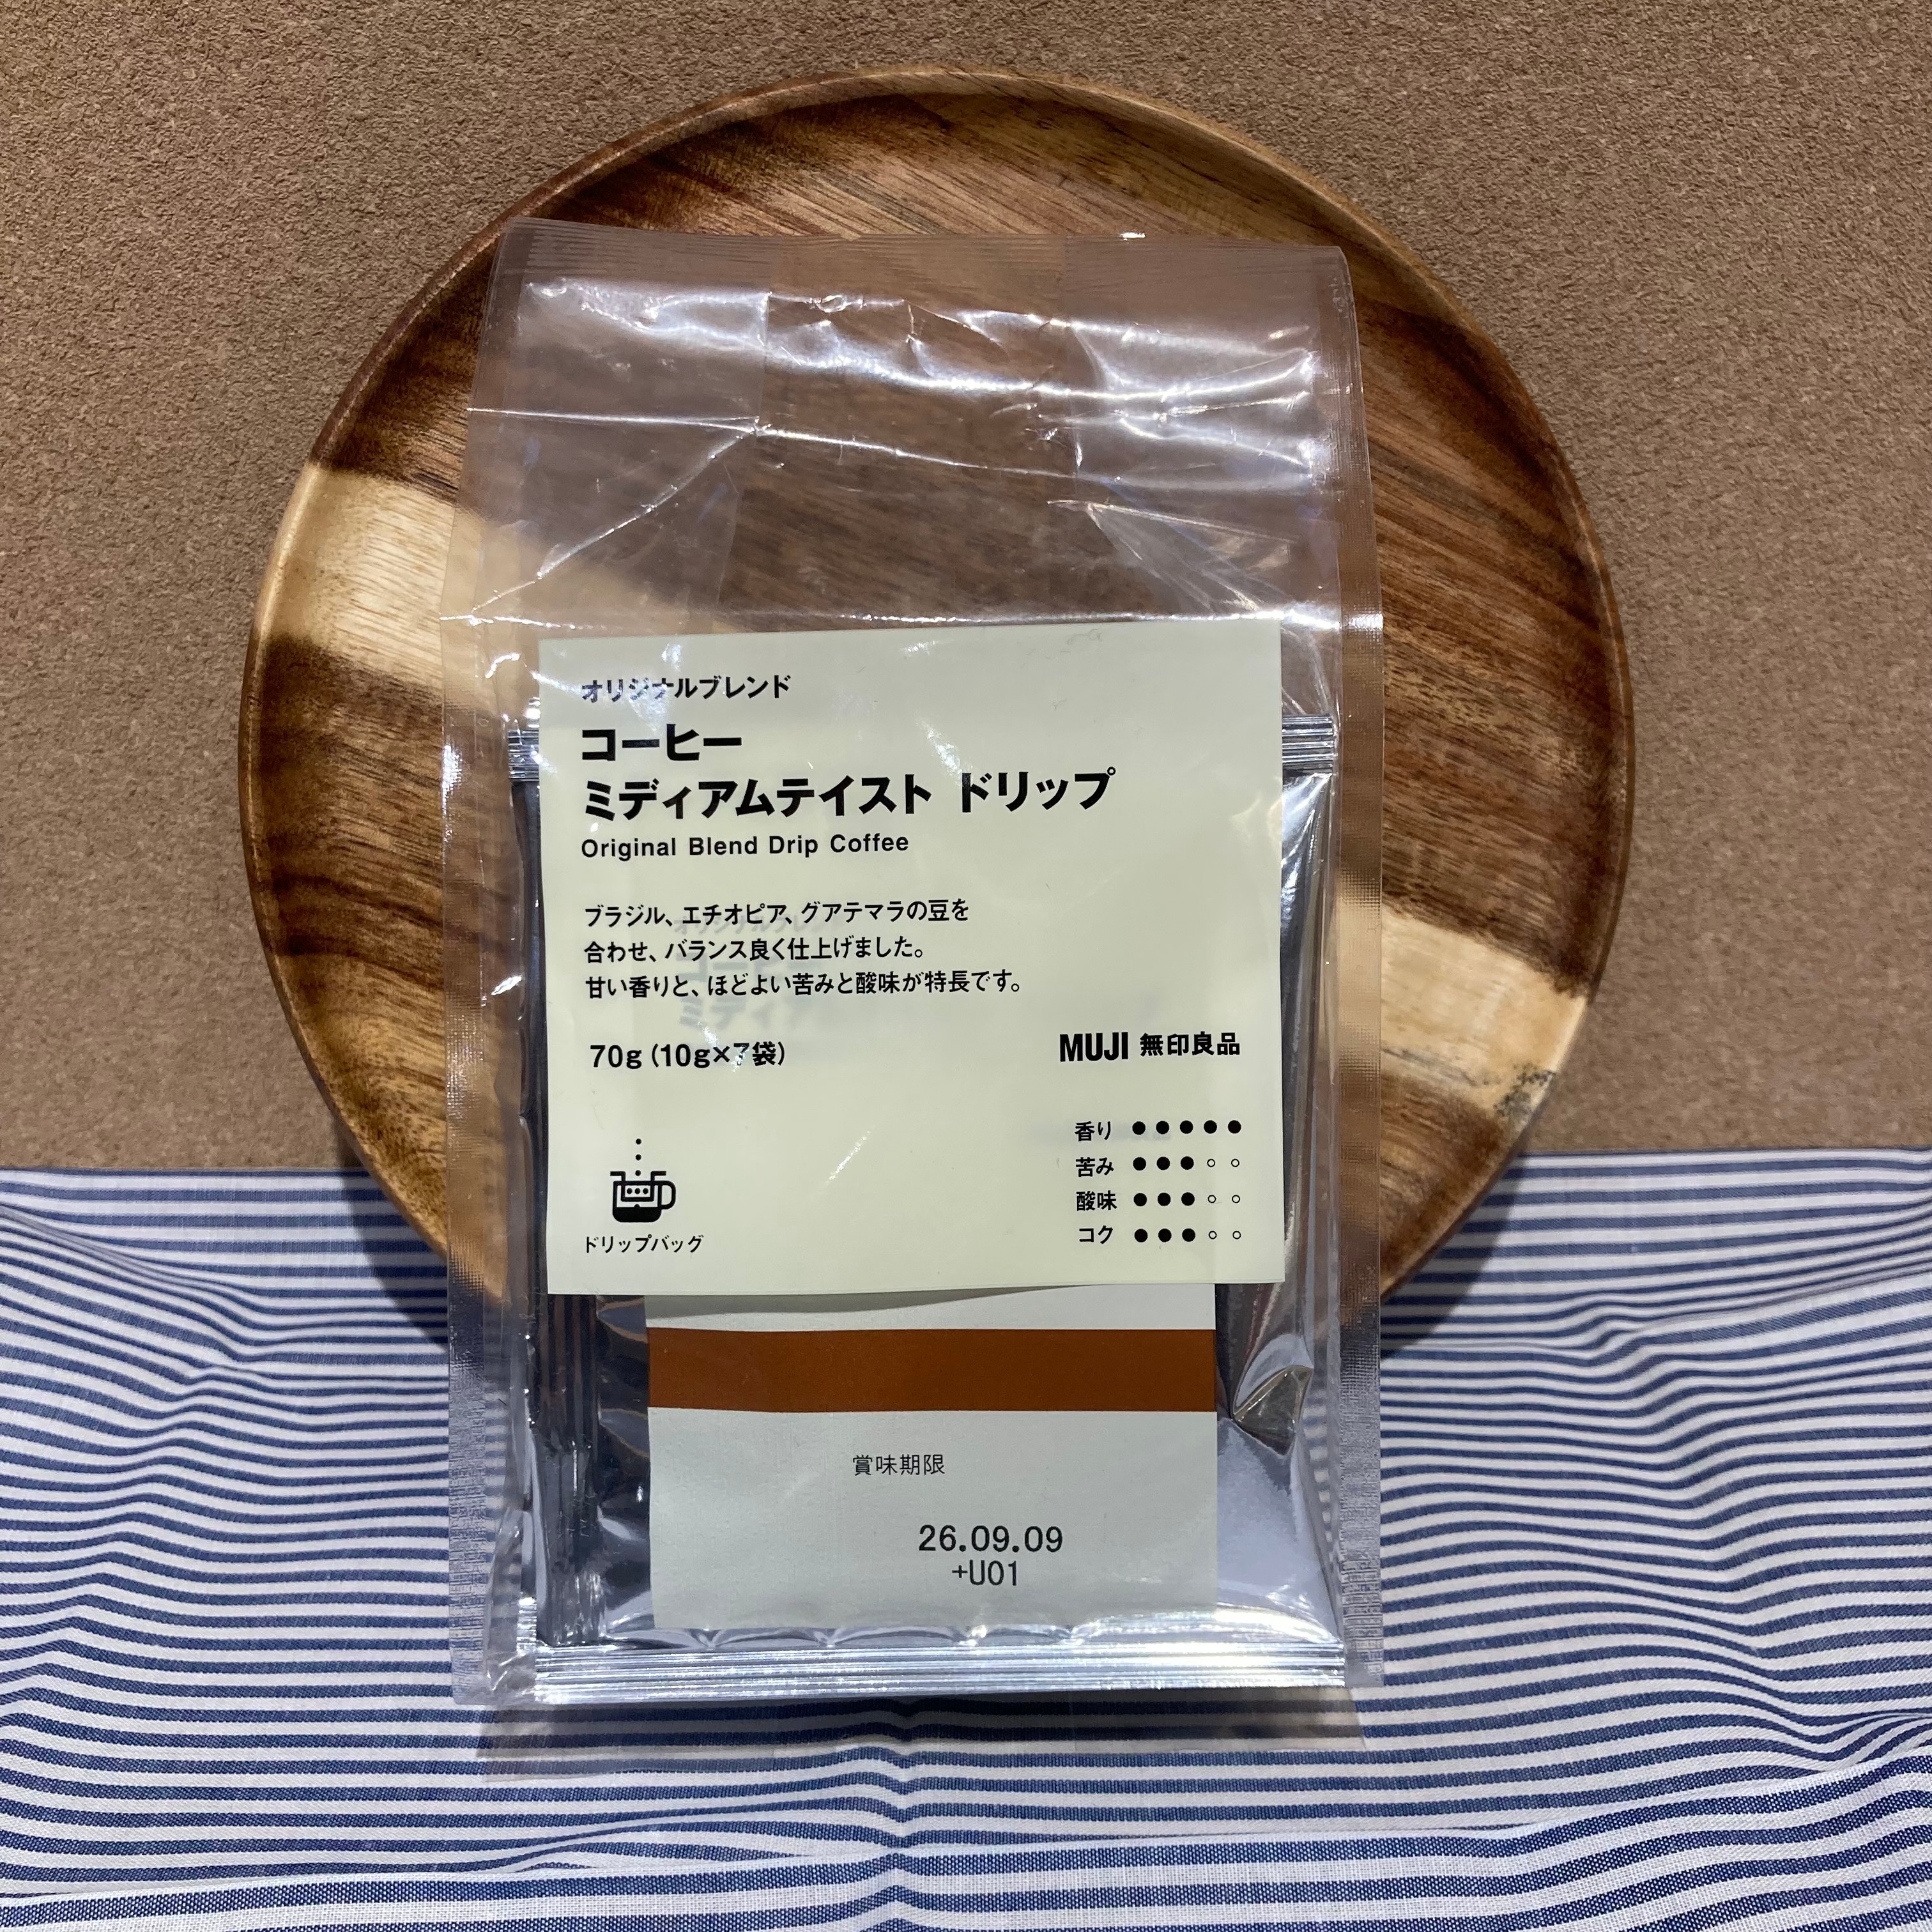 オリジナルブレンド
コーヒー
ミディアムテイスト ドリップ
Original Blend Drip Coffee
ブラジル、エチオピア、グアテマラの豆を
合わせ、バランス良く仕上げました。
甘い香りと、ほどよい苦みと酸味が特長です。
70g(10g×7袋)
MUJI 無印良品
香り ●●●●●
苦み ●●●○○
酸味 ●●●○○
コク ●●●○○
ドリップバッグ
賞味期限
26.09.09
+U01